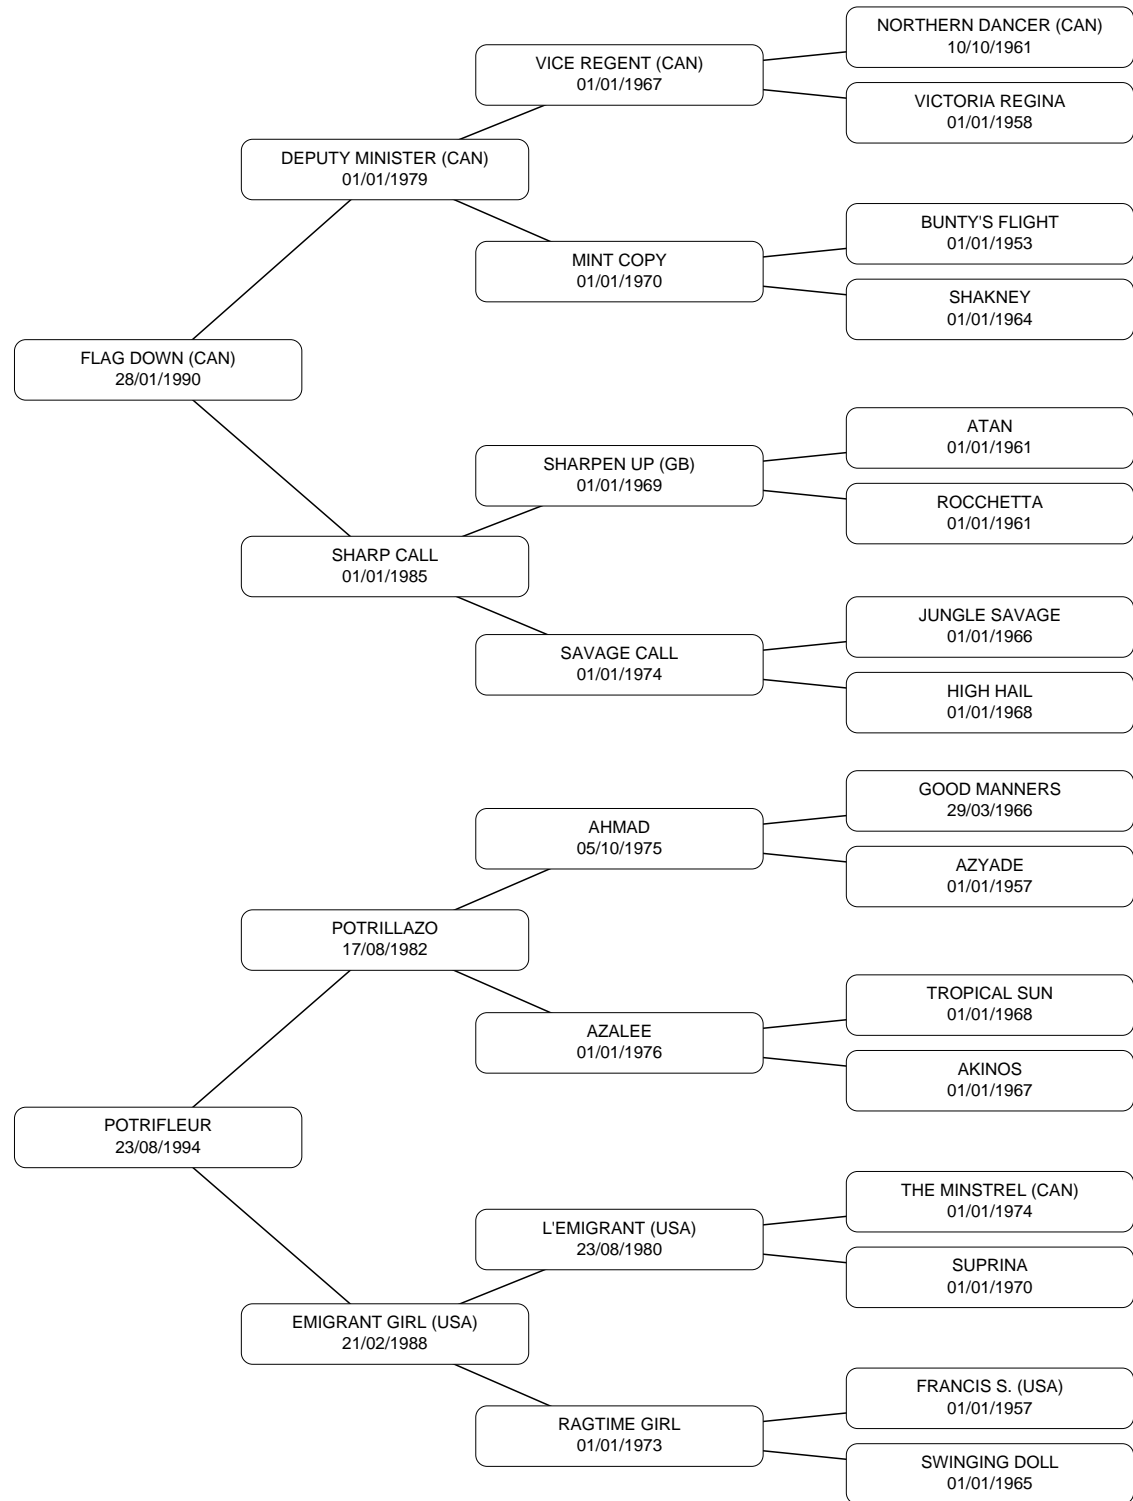 NORTHERN DANCER (CAN)
10/10/1961
VICE REGENT (CAN)
01/01/1967
VICTORIA REGINA
01/01/1958
DEPUTY MINISTER (CAN)
01/01/1979
BUNTY'S FLIGHT
01/01/1953
MINT COPY
01/01/1970
SHAKNEY
01/01/1964
FLAG DOWN (CAN)
28/01/1990
ATAN
01/01/1961
SHARPEN UP (GB)
01/01/1969
ROCCHETTA
01/01/1961
SHARP CALL
01/01/1985
JUNGLE SAVAGE
01/01/1966
SAVAGE CALL
01/01/1974
HIGH HAIL
01/01/1968
GOOD MANNERS
29/03/1966
AHMAD
05/10/1975
AZYADE
01/01/1957
POTRILLAZO
17/08/1982
TROPICAL SUN
01/01/1968
AZALEE
01/01/1976
AKINOS
01/01/1967
POTRIFLEUR
23/08/1994
THE MINSTREL (CAN)
01/01/1974
L'EMIGRANT (USA)
23/08/1980
SUPRINA
01/01/1970
EMIGRANT GIRL (USA)
21/02/1988
FRANCIS S. (USA)
01/01/1957
RAGTIME GIRL
01/01/1973
SWINGING DOLL
01/01/1965